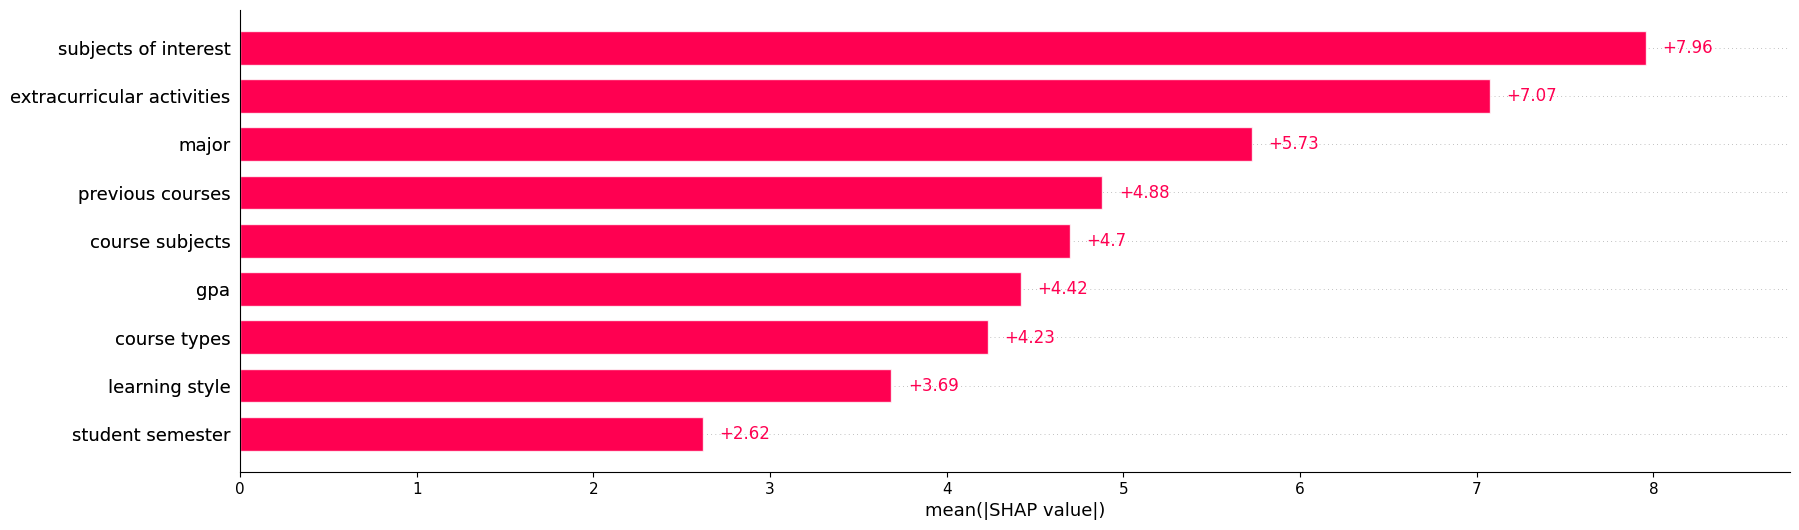 subjects of interest +7.96
extracurricular activities +7.07
major +5.73
previous courses +4.88
course subjects +4.7
gpa +4.42
course types +4.23
learning style +3.69
student semester +2.62
0 1 2 3 4 5 6 7 8
mean(|SHAP value|)